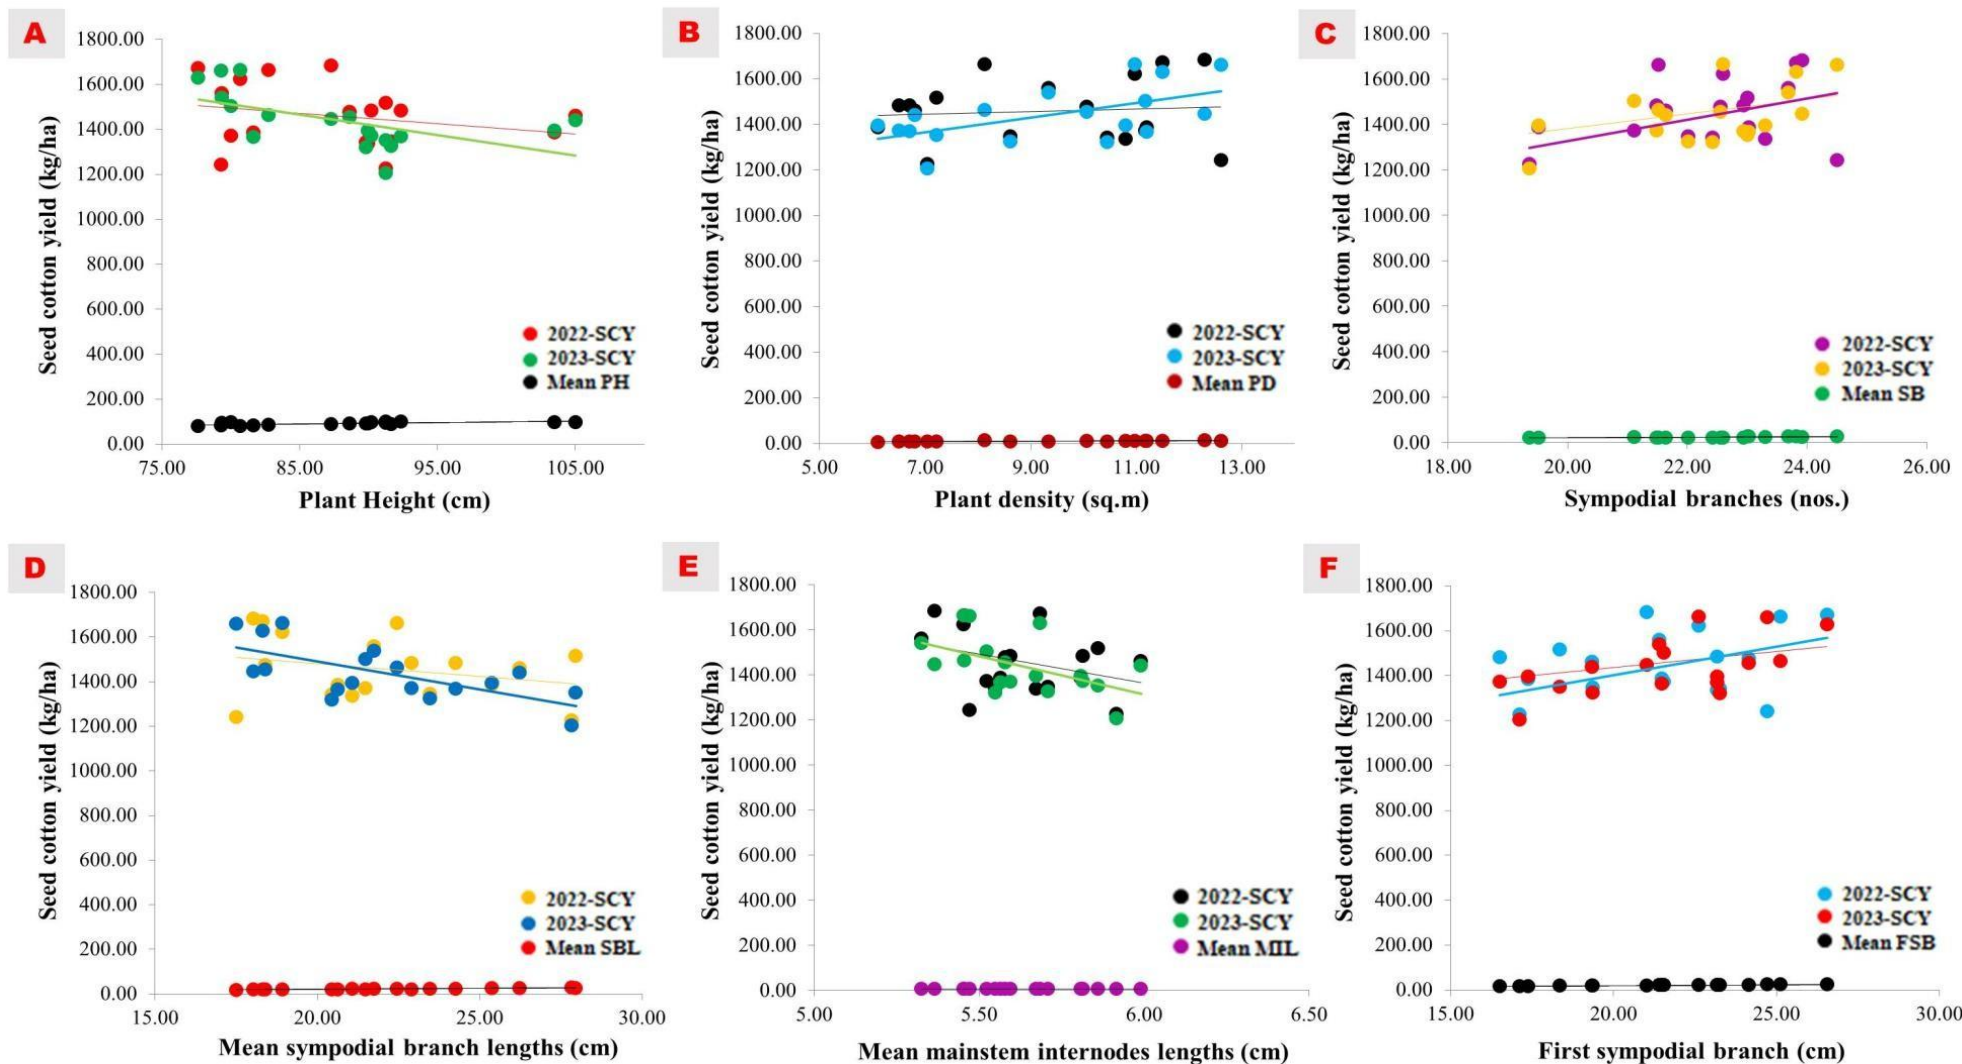 A
Seed cotton yield (kg/ha)
1800.00
1600.00
1400.00
1200.00
1000.00
800.00
600.00
400.00
200.00
0.00
2022-SCY
2023-SCY
Mean PH
75.00 85.00 95.00 105.00
Plant Height (cm)
B
Seed cotton yield (kg/ha)
1800.00
1600.00
1400.00
1200.00
1000.00
800.00
600.00
400.00
200.00
0.00
2022-SCY
2023-SCY
Mean PD
5.00 7.00 9.00 11.00 13.00
Plant density (sq.m)
C
Seed cotton yield (kg/ha)
1800.00
1600.00
1400.00
1200.00
1000.00
800.00
600.00
400.00
200.00
0.00
2022-SCY
2023-SCY
Mean SB
18.00 20.00 22.00 24.00 26.00
Sympodial branches (nos.)
D
Seed cotton yield (kg/ha)
1800.00
1600.00
1400.00
1200.00
1000.00
800.00
600.00
400.00
200.00
0.00
2022-SCY
2023-SCY
Mean SBL
15.00 20.00 25.00 30.00
Mean sympodial branch lengths (cm)
E
Seed cotton yield (kg/ha)
1800.00
1600.00
1400.00
1200.00
1000.00
800.00
600.00
400.00
200.00
0.00
2022-SCY
2023-SCY
Mean MIL
5.00 5.50 6.00 6.50
Mean mainstem internodes lengths (cm)
F
Seed cotton yield (kg/ha)
1800.00
1600.00
1400.00
1200.00
1000.00
800.00
600.00
400.00
200.00
0.00
2022-SCY
2023-SCY
Mean FSB
15.00 20.00 25.00 30.00
First sympodial branch (cm)